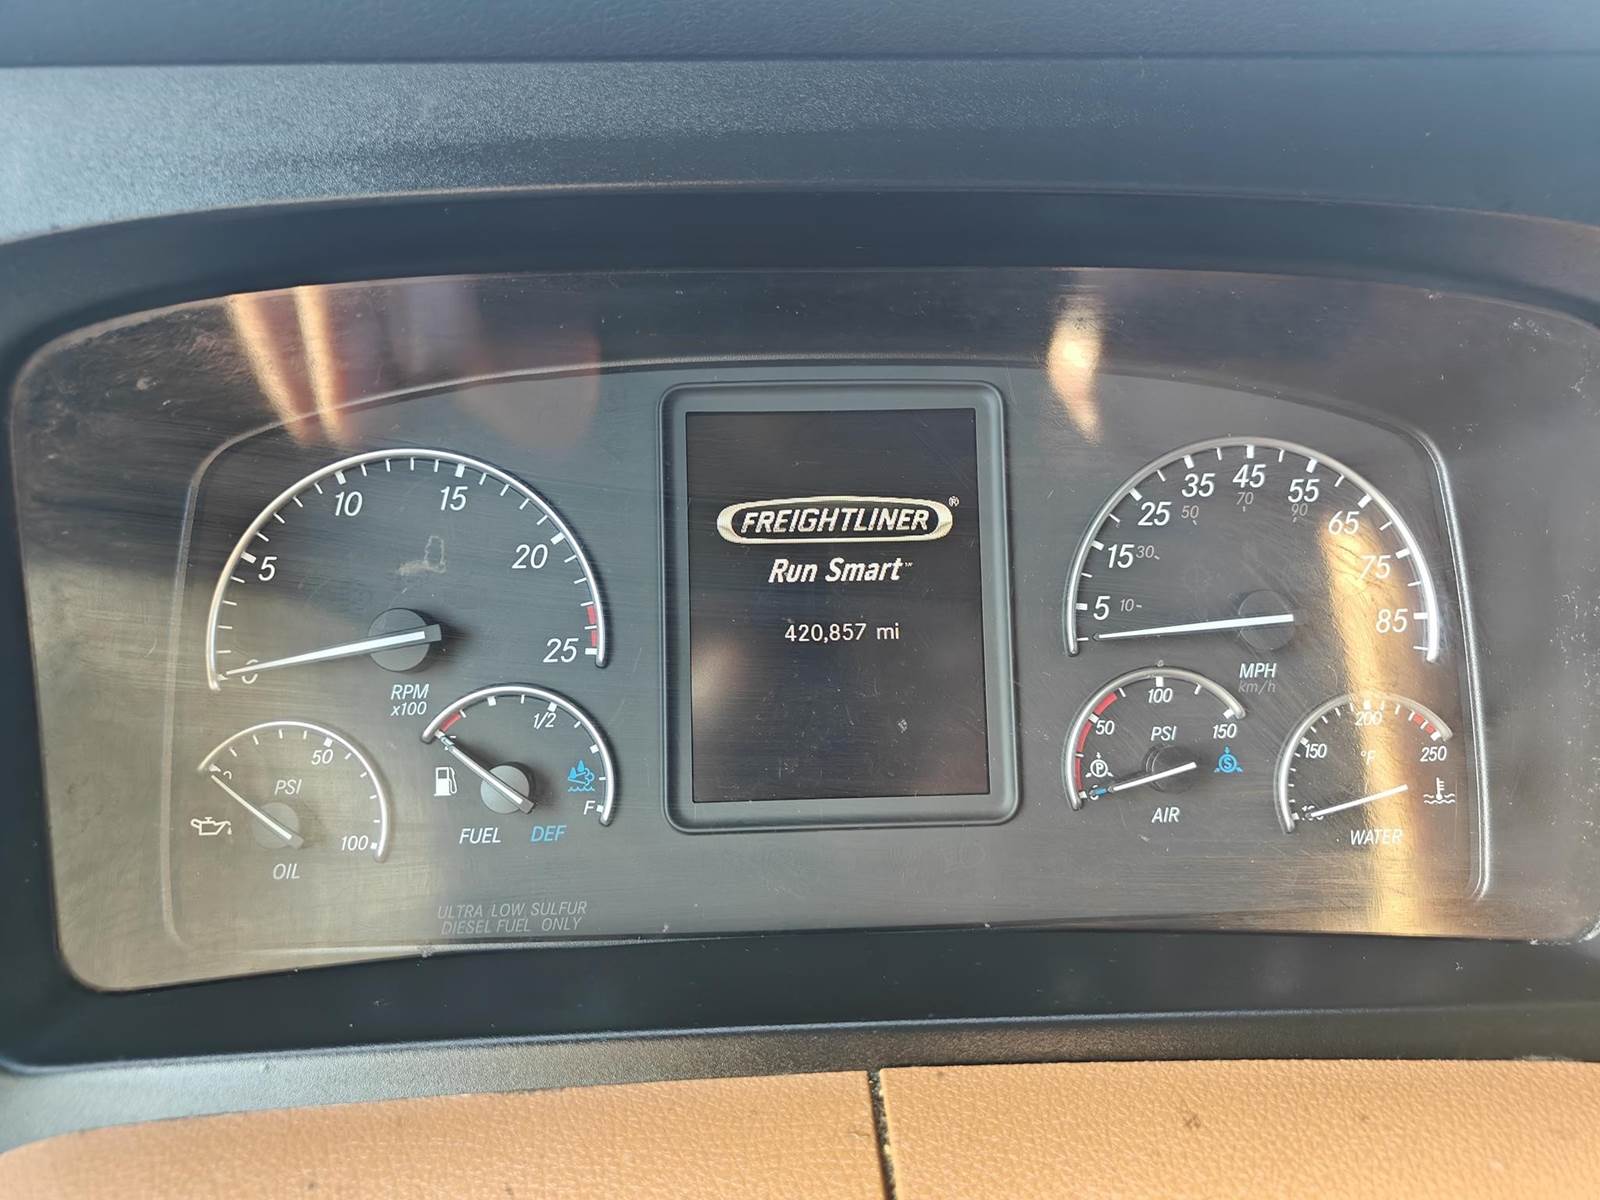 FREIGHTLINER®
Run Smart™
420,857 mi
5
10
15
20
25
RPM
x100
0
50
100
PSI
OIL
1/2
F
FUEL
DEF
ULTRA LOW SULFUR
DIESEL FUEL ONLY
5
15
25
35
45
55
65
75
85
10
30
50
70
90
MPH
km/h
50
100
150
PSI
P
S
AIR
150
200
250
°F
WATER